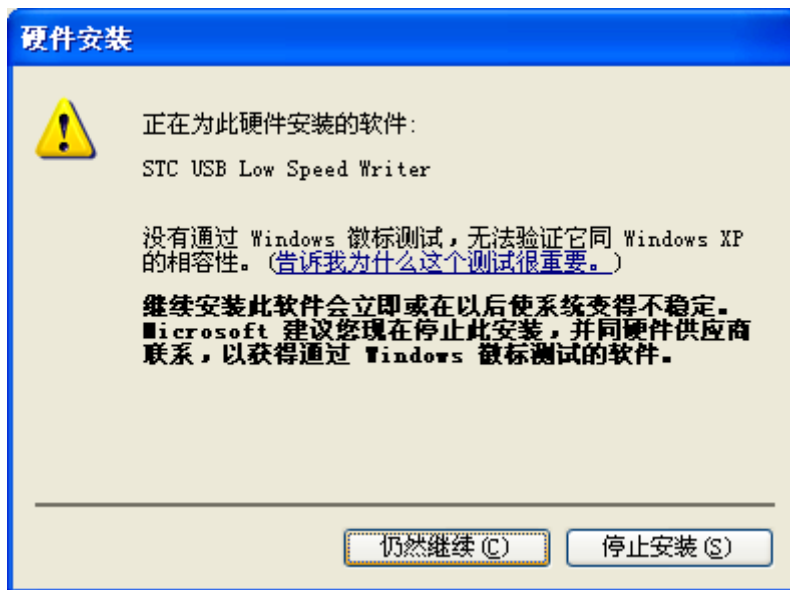 硬件安装
正在为此硬件安装的软件:
STC USB Low Speed Writer
没有通过 Windows 徽标测试，无法验证它同 Windows XP
的相容性。(告诉我为什么这个测试很重要。)
继续安装此软件会立即或在以后使系统变得不稳定。
Microsoft 建议您现在停止此安装，并同硬件供应商
联系，以获得通过 Windows 徽标测试的软件。
仍然继续(C) 停止安装(S)